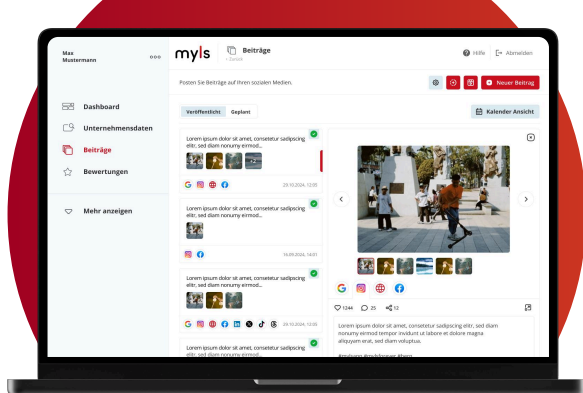 Max
Mustermann
myls
Beiträge
< Zurück
Hilfe
Abmelden
Posten Sie Beiträge auf Ihren sozialen Medien.
Neuer Beitrag
Dashboard
Unternehmensdaten
Beiträge
Bewertungen
Mehr anzeigen
Veröffentlicht
Geplant
Kalender Ansicht
Lorem ipsum dolor sit amet, consetetur sadipscing
elitr, sed diam nonumy eirmod...
29.10.2024, 12:05
Lorem ipsum dolor sit amet, consetetur sadipscing
elitr, sed diam nonumy eirmod...
16.09.2024, 14:01
Lorem ipsum dolor sit amet, consetetur sadipscing
elitr, sed diam nonumy eirmod...
29.10.2024, 12:05
Lorem ipsum dolor sit amet, consetetur sadipscing
elitr, sed diam nonumy eirmod...
1244
25
12
Lorem ipsum dolor sit amet, consetetur sadipscing elitr, sed diam
nonumy eirmod tempor invidunt ut labore et dolore magna
aliquyam erat, sed diam voluptua.